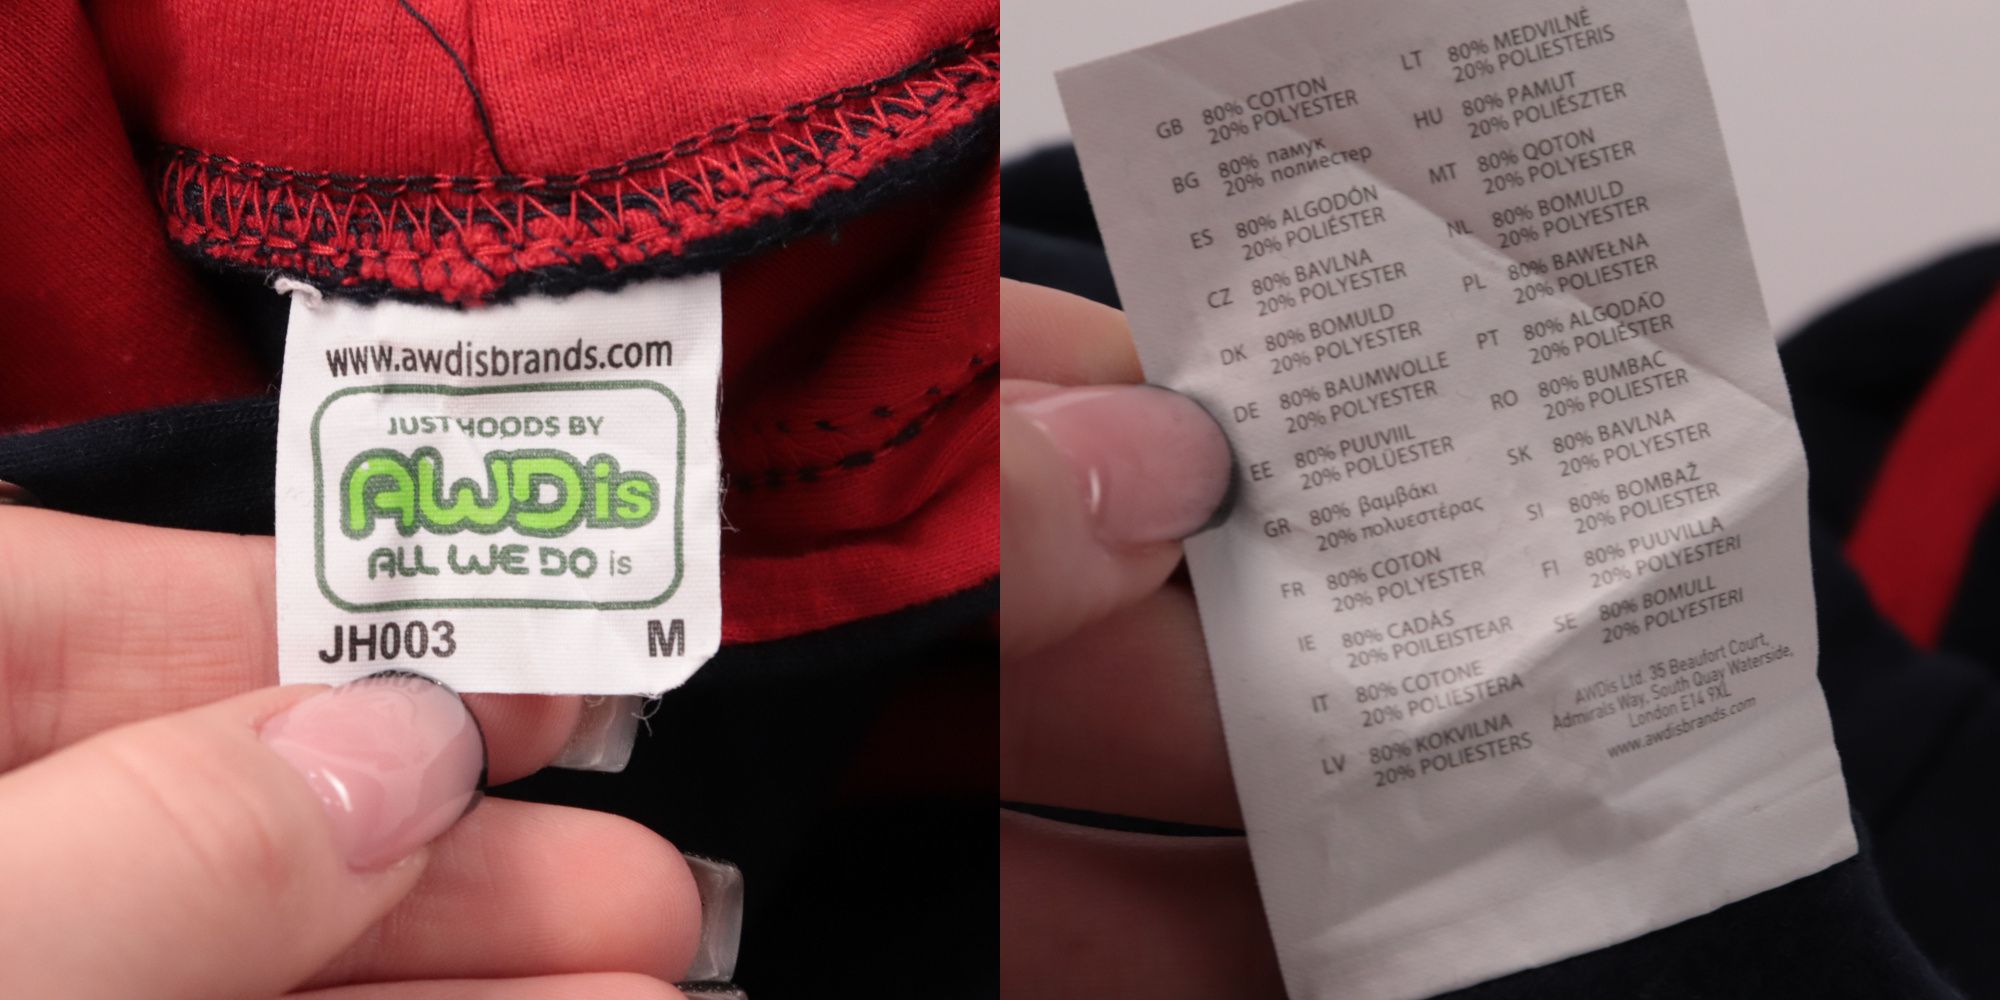 www.awdisbrands.com
JUST HOODS BY
AWDis
ALL WE DO is
JH003 M
GB 80% COTTON
20% POLYESTER
BG 80% памук
20% полиестер
ES 80% ALGODÓN
20% POLIÉSTER
CZ 80% BAVLNA
20% POLYESTER
DK 80% BOMULD
20% POLYESTER
DE 80% BAUMWOLLE
20% POLYESTER
EE 80% PUUVIIL
20% POLÜESTER
GR 80% βαμβάκι
20% πολυεστέρας
FR 80% COTON
20% POLYESTER
IE 80% CADÁS
20% POILEISTEAR
IT 80% COTONE
20% POLIESTERA
LV 80% KOKVILNA
20% POLIESTERS
LT 80% MEDVILNĖ
20% POLIESTERIS
HU 80% PAMUT
20% POLIÉSZTER
MT 80% QOTON
20% POLYESTER
NL 80% BOMULD
20% POLYESTER
PL 80% BAWEŁNA
20% POLIESTER
PT 80% ALGODÃO
20% POLIÉSTER
RO 80% BUMBAC
20% POLIESTER
SK 80% BAVLNA
20% POLYESTER
SI 80% BOMBAŽ
20% POLIESTER
FI 80% PUUVILLA
20% POLYESTERI
SE 80% BOMULL
20% POLYESTERI
AWDis Ltd. 35 Beaufort Court,
Admirals Way, South Quay Waterside,
London E14 9XL
www.awdisbrands.com